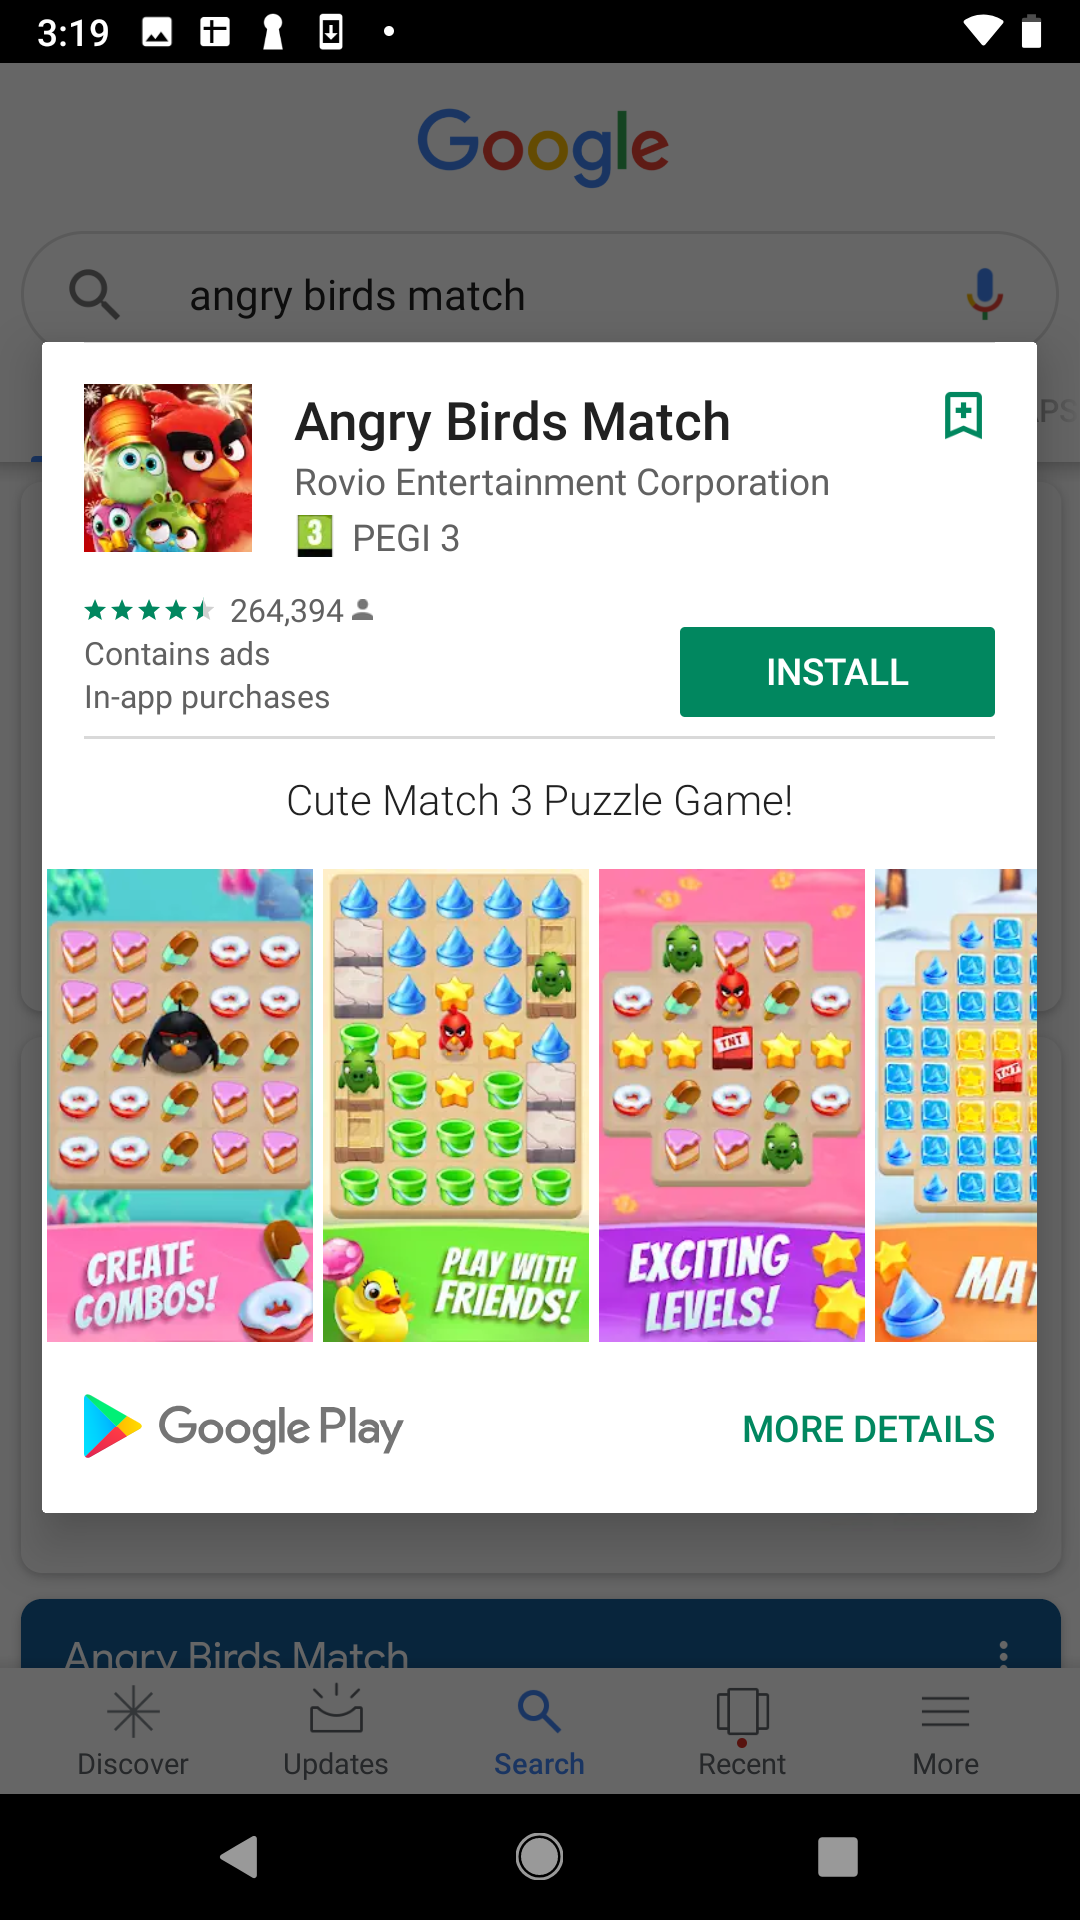 3:19
Google
angry birds match
APS
Angry Birds Match
Rovio Entertainment Corporation
3 PEGI 3
264,394
Contains ads
In-app purchases
INSTALL
Cute Match 3 Puzzle Game!
TNT
TNT
CREATE
COMBOS!
PLAY WITH
FRIENDS!
EXCITING
LEVELS!
MAT
Google Play
MORE DETAILS
Angry Birds Match
Discover
Updates
Search
Recent
More